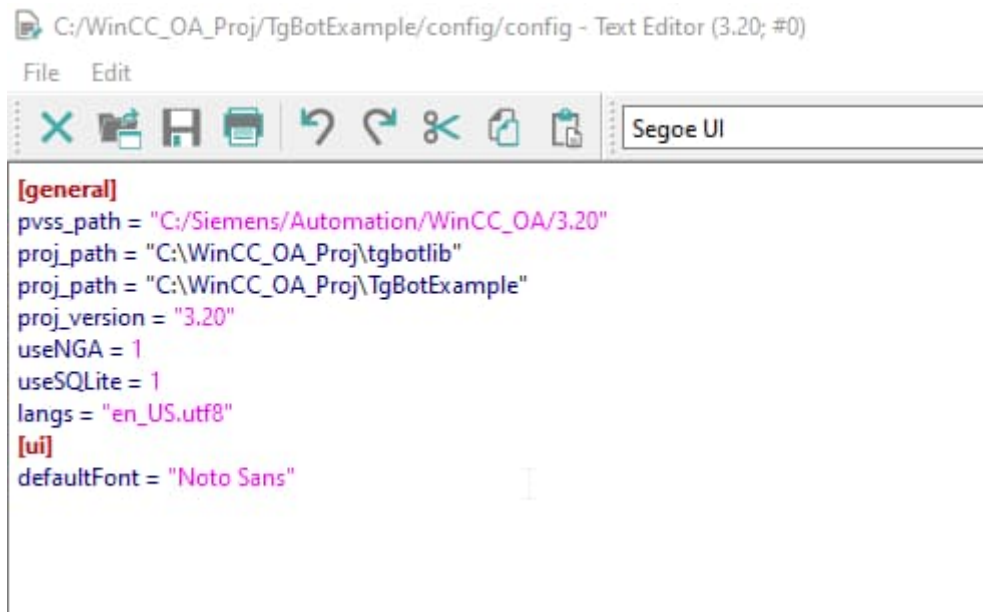 C:/WinCC_OA_Proj/TgBotExample/config/config - Text Editor (3.20; #0)
File Edit
Segoe UI
[general]
pvss_path = "C:/Siemens/Automation/WinCC_OA/3.20"
proj_path = "C:\WinCC_OA_Proj\tgbotlib"
proj_path = "C:\WinCC_OA_Proj\TgBotExample"
proj_version = "3.20"
useNGA = 1
useSQLite = 1
langs = "en_US.utf8"
[ui]
defaultFont = "Noto Sans"